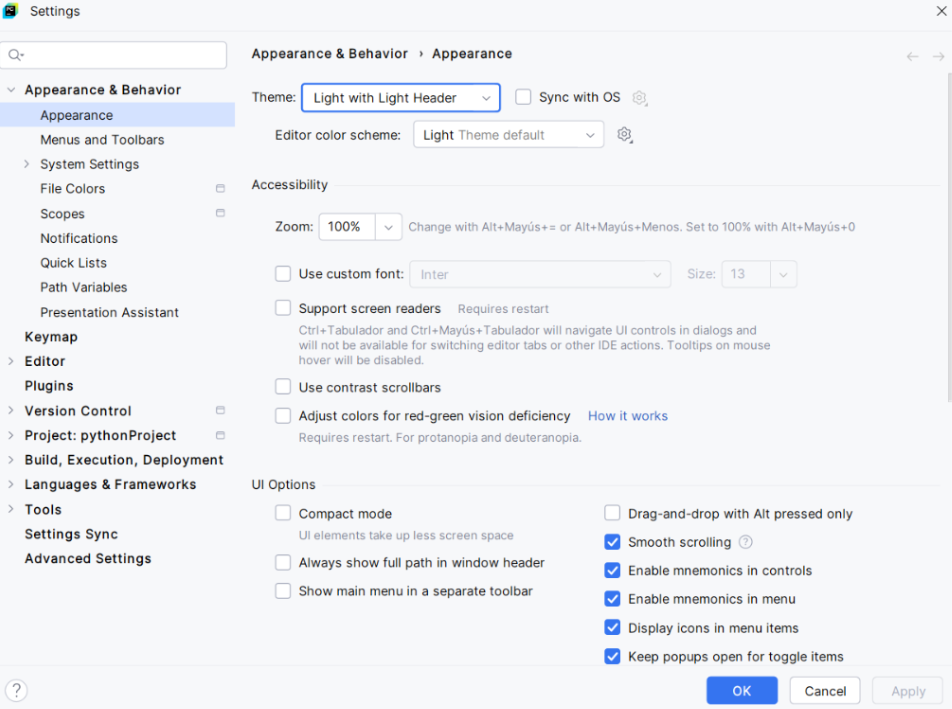 Settings
Appearance & Behavior › Appearance
Appearance & Behavior
Appearance
Menus and Toolbars
System Settings
File Colors
Scopes
Notifications
Quick Lists
Path Variables
Presentation Assistant
Keymap
Editor
Plugins
Version Control
Project: pythonProject
Build, Execution, Deployment
Languages & Frameworks
Tools
Settings Sync
Advanced Settings
Theme: Light with Light Header Sync with OS
Editor color scheme: Light Theme default
Accessibility
Zoom: 100% Change with Alt+Mayús+= or Alt+Mayús+Menos. Set to 100% with Alt+Mayús+0
Use custom font: Inter Size: 13
Support screen readers Requires restart
Ctrl+Tabulador and Ctrl+Mayús+Tabulador will navigate UI controls in dialogs and
will not be available for switching editor tabs or other IDE actions. Tooltips on mouse
hover will be disabled.
Use contrast scrollbars
Adjust colors for red-green vision deficiency How it works
Requires restart. For protanopia and deuteranopia.
UI Options
Compact mode
UI elements take up less screen space
Always show full path in window header
Show main menu in a separate toolbar
Drag-and-drop with Alt pressed only
Smooth scrolling ?
Enable mnemonics in controls
Enable mnemonics in menu
Display icons in menu items
Keep popups open for toggle items
? OK Cancel Apply